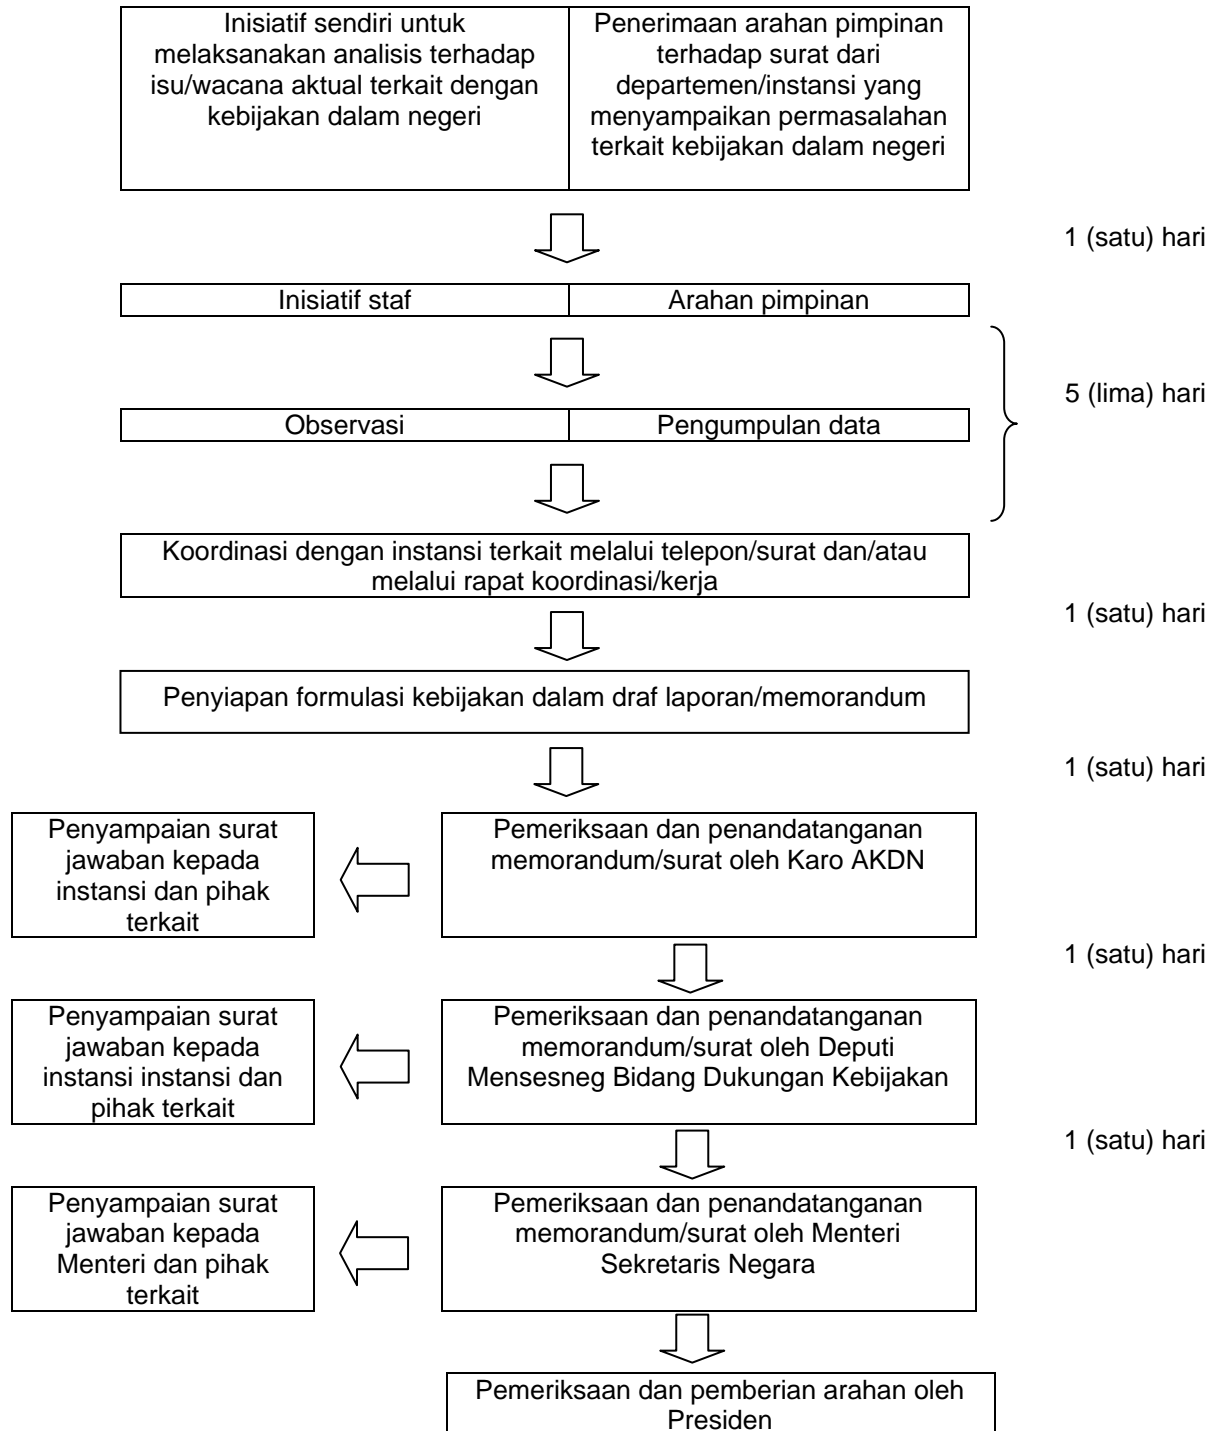 Inisiatif sendiri untuk
melaksanakan analisis terhadap
isu/wacana aktual terkait dengan
kebijakan dalam negeri
Penerimaan arahan pimpinan
terhadap surat dari
departemen/instansi yang
menyampaikan permasalahan
terkait kebijakan dalam negeri
1 (satu) hari
Inisiatif staf
Arahan pimpinan
5 (lima) hari
Observasi
Pengumpulan data
Koordinasi dengan instansi terkait melalui telepon/surat dan/atau
melalui rapat koordinasi/kerja
1 (satu) hari
Penyiapan formulasi kebijakan dalam draf laporan/memorandum
1 (satu) hari
Penyampaian surat
jawaban kepada
instansi dan pihak
terkait
Pemeriksaan dan penandatanganan
memorandum/surat oleh Karo AKDN
1 (satu) hari
Penyampaian surat
jawaban kepada
instansi instansi dan
pihak terkait
Pemeriksaan dan penandatanganan
memorandum/surat oleh Deputi
Mensesneg Bidang Dukungan Kebijakan
1 (satu) hari
Penyampaian surat
jawaban kepada
Menteri dan pihak
terkait
Pemeriksaan dan penandatanganan
memorandum/surat oleh Menteri
Sekretaris Negara
Pemeriksaan dan pemberian arahan oleh
Presiden